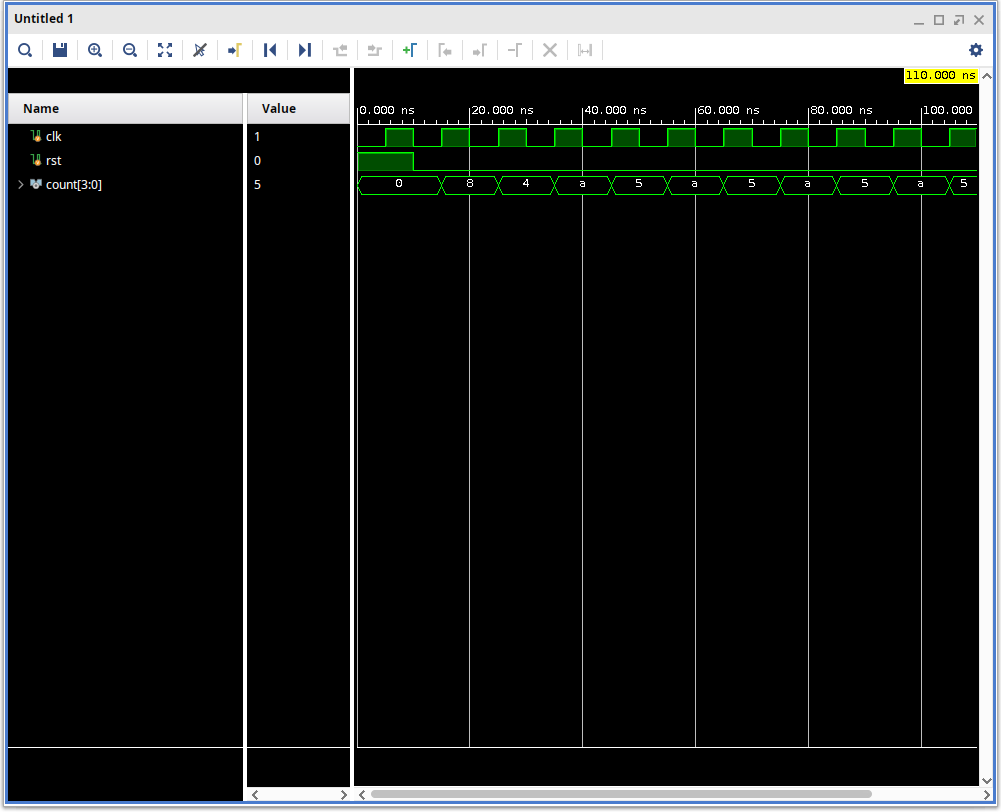 Untitled 1
110.000 ns
Name Value
0.000 ns 20.000 ns 40.000 ns 60.000 ns 80.000 ns 100.000
clk 1
rst 0
count[3:0] 5 0 8 4 a 5 a 5 a 5 a 5